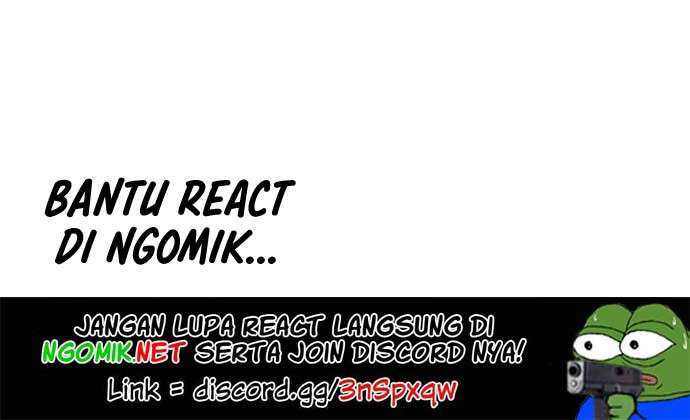 BANTU REACT
DI NGOMIK...
JANGAN LUPA REACT LANGSUNG DI
NGOMIK.NET SERTA JOIN DISCORD NYA!
Link = discord.gg/3nSpxqw